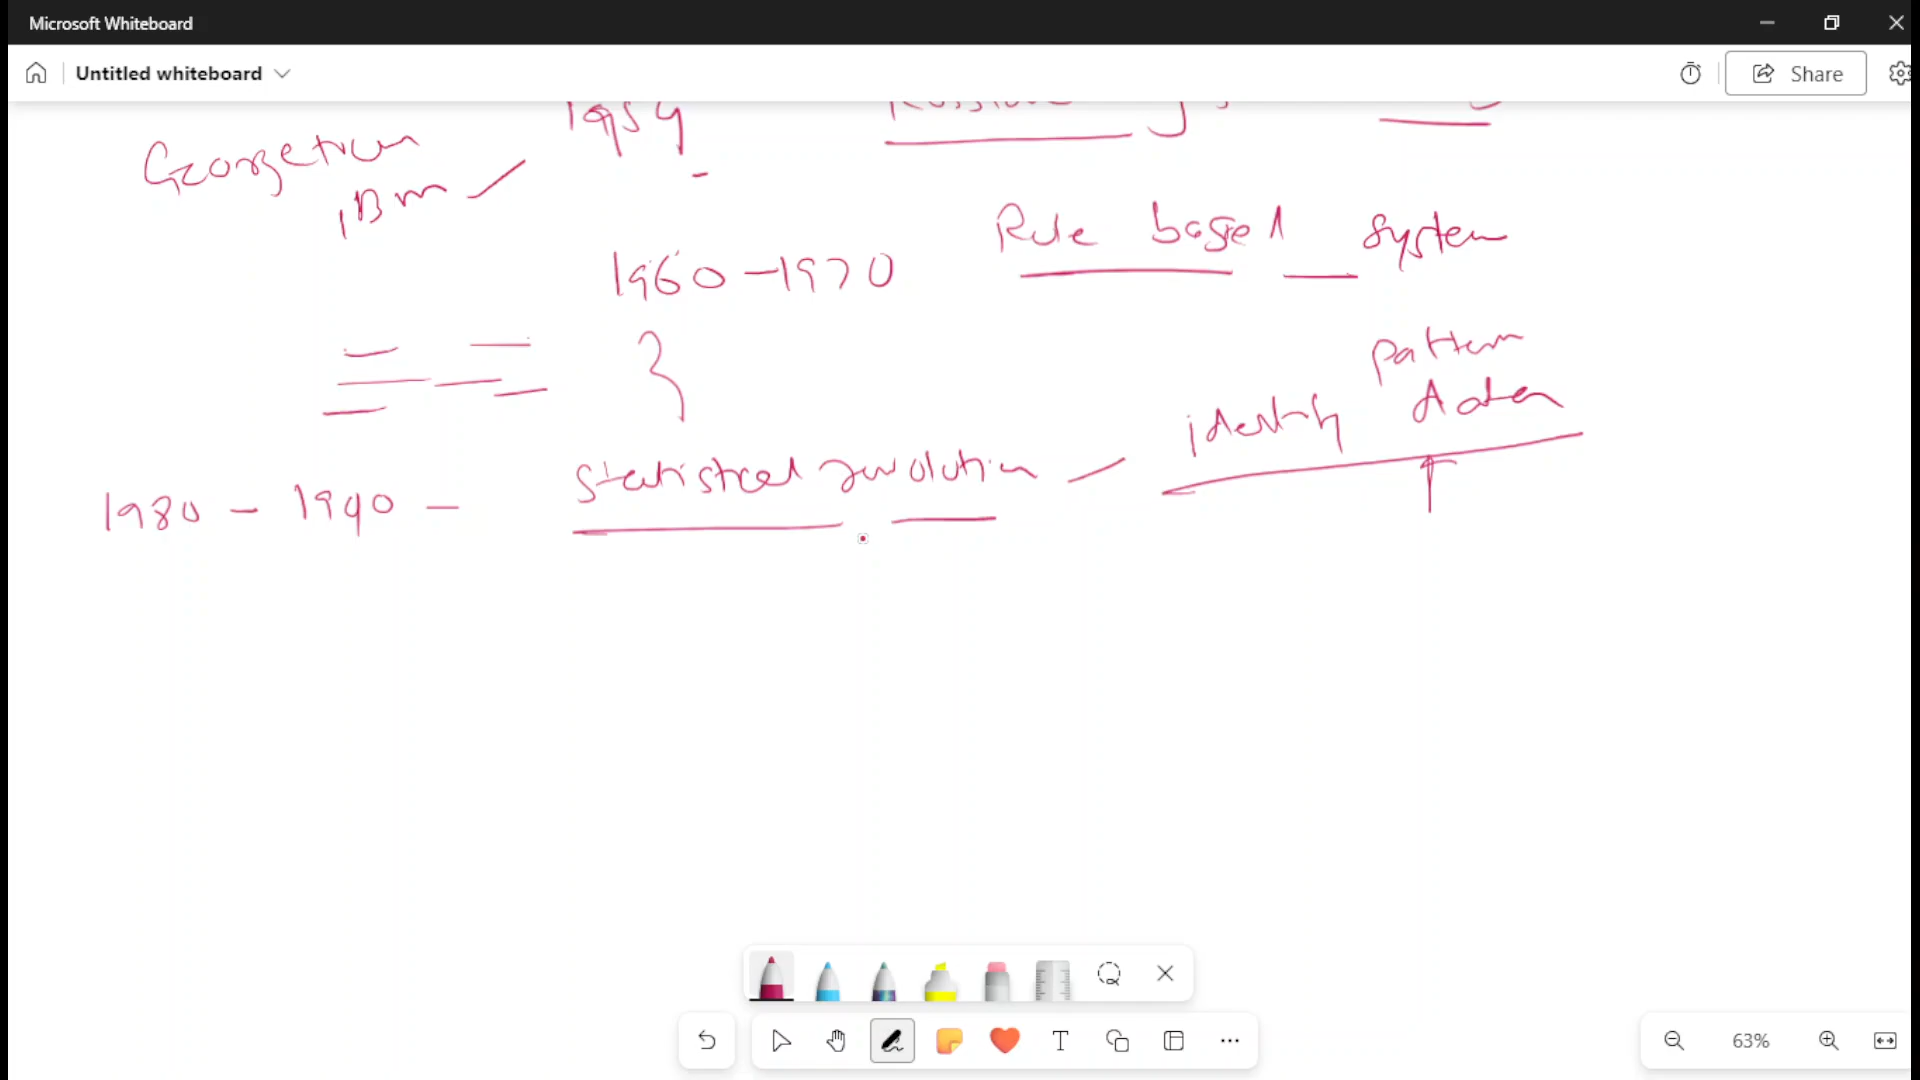 Microsoft Whiteboard
Untitled whiteboard
Share
1954
Georgetown
IBM
Rule based system
1960-1970
pattern
identify data
statistical revolution
1980 - 1990 -
63%